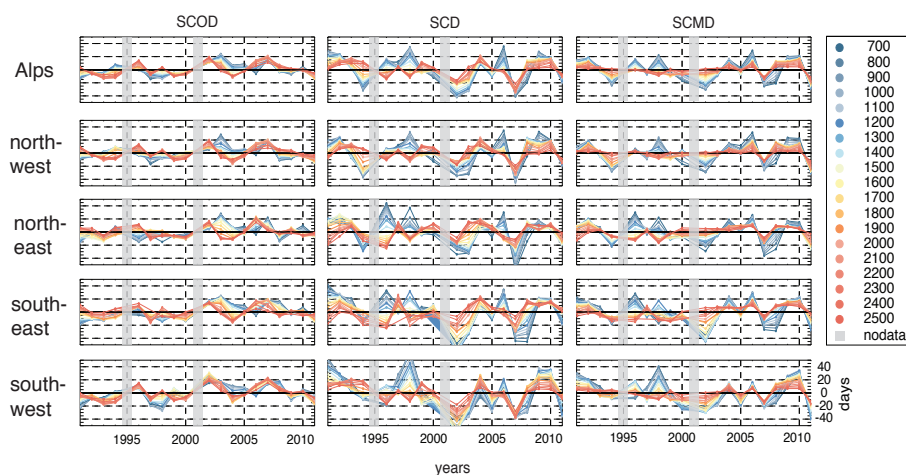 SCOD SCD SCMD
Alps
north-
west
north-
east
south-
east
south-
west
700
800
900
1000
1100
1200
1300
1400
1500
1600
1700
1800
1900
2000
2100
2200
2300
2400
2500
nodata
40
20
0
-20
-40
days
1995 2000 2005 2010 1995 2000 2005 2010 1995 2000 2005 2010
years